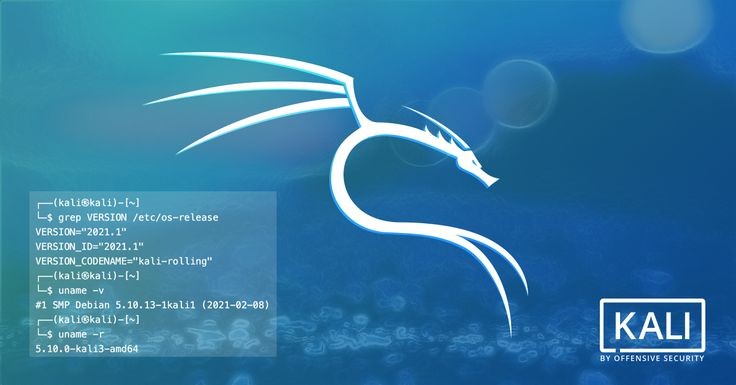 ┌──(kali㉿kali)-[~]
└─$ grep VERSION /etc/os-release
VERSION="2021.1"
VERSION_ID="2021.1"
VERSION_CODENAME="kali-rolling"
┌──(kali㉿kali)-[~]
└─$ uname -v
#1 SMP Debian 5.10.13-1kali1 (2021-02-08)
┌──(kali㉿kali)-[~]
└─$ uname -r
5.10.0-kali3-amd64
KALI
BY OFFENSIVE SECURITY